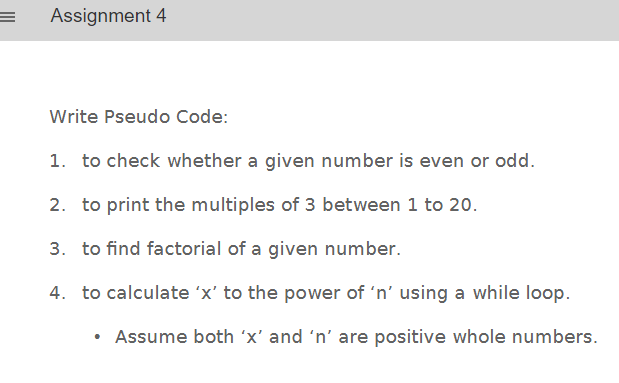 Assignment 4
Write Pseudo Code:
1. to check whether a given number is even or odd.
2. to print the multiples of 3 between 1 to 20.
3. to find factorial of a given number.
4. to calculate ‘x’ to the power of ‘n’ using a while loop.
• Assume both ‘x’ and ‘n’ are positive whole numbers.